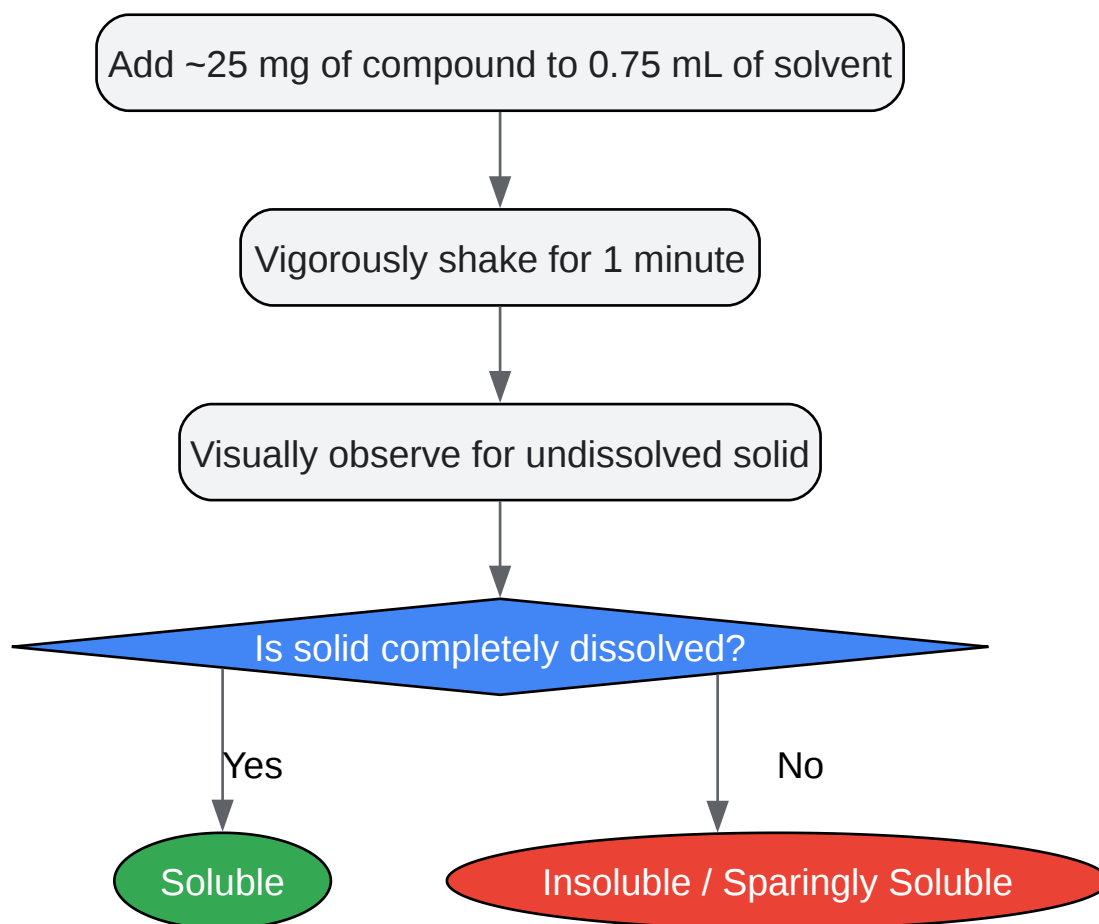 Add ~25 mg of compound to 0.75 mL of solvent
Vigorously shake for 1 minute
Visually observe for undissolved solid
Is solid completely dissolved?
Yes
No
Soluble
Insoluble / Sparingly Soluble